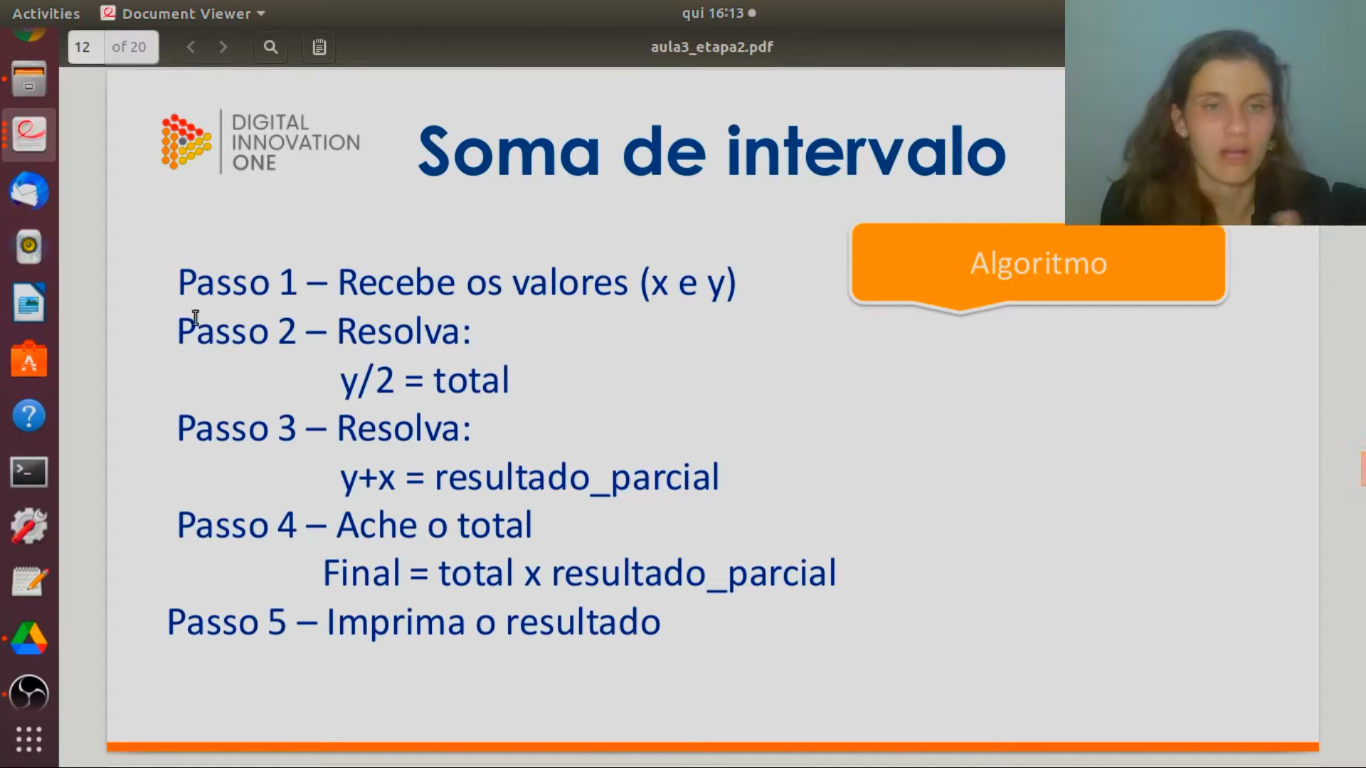 Activities
Document Viewer
qui 16:13
12
of 20
aula3_etapa2.pdf
DIGITAL
INNOVATION
ONE
Soma de intervalo
Algoritmo
Passo 1 – Recebe os valores (x e y)
Passo 2 – Resolva:
y/2 = total
Passo 3 – Resolva:
y+x = resultado_parcial
Passo 4 – Ache o total
Final = total x resultado_parcial
Passo 5 – Imprima o resultado